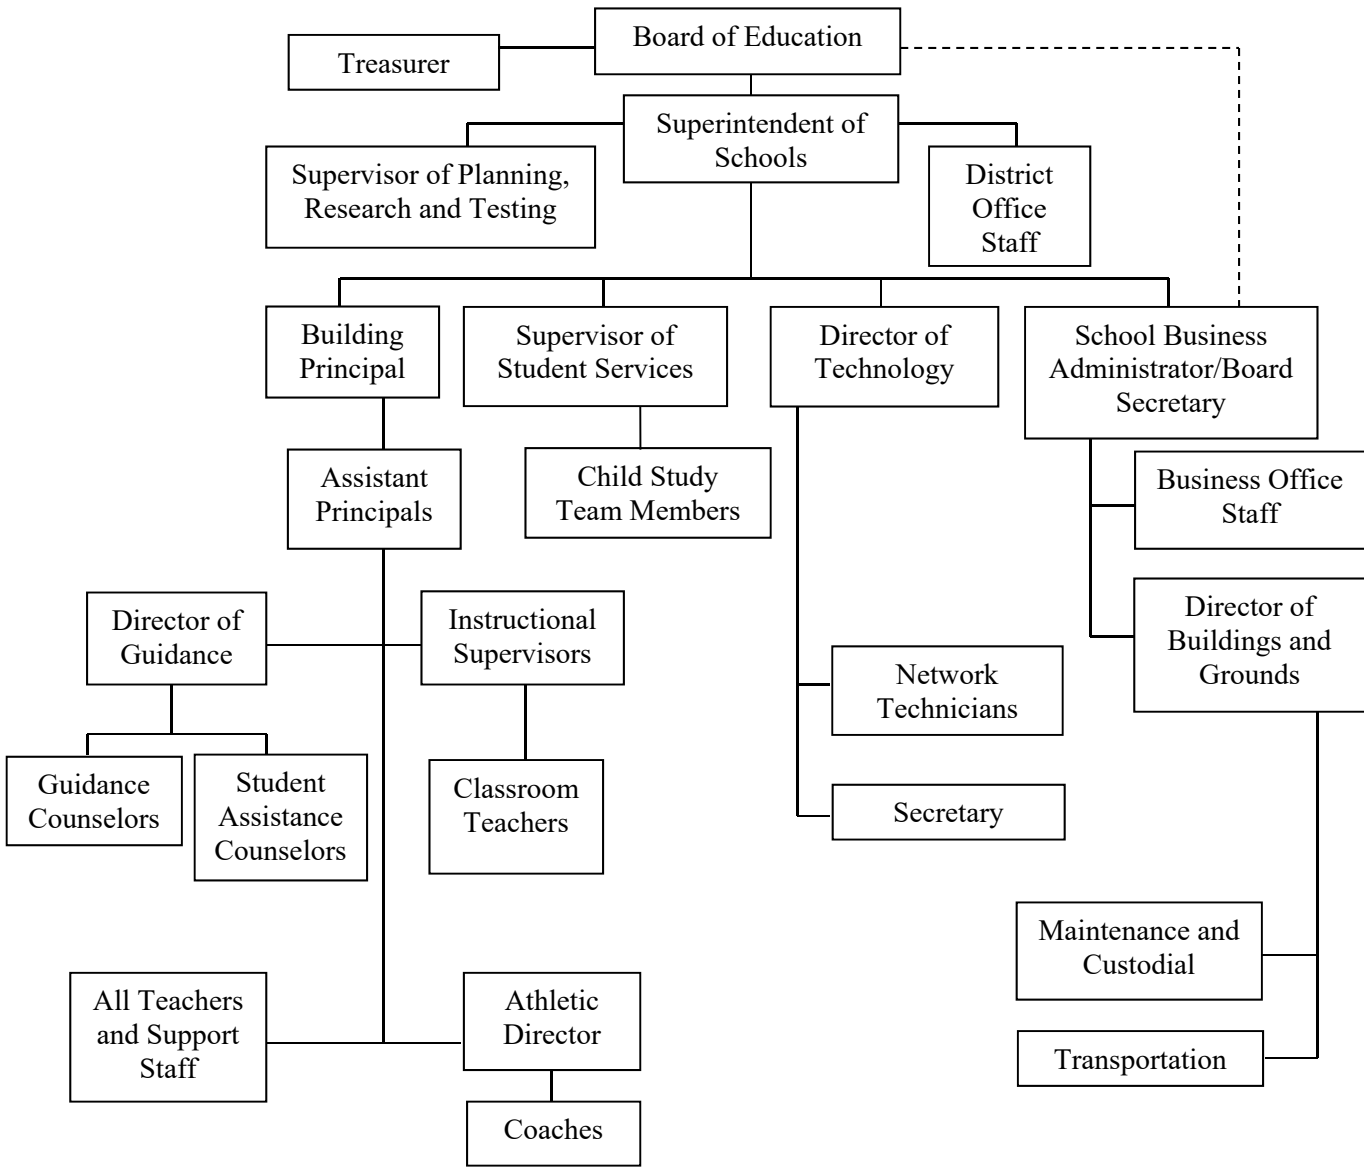 Board of Education
Treasurer
Superintendent of
Schools
Supervisor of Planning,
Research and Testing
District
Office
Staff
Building
Principal
Supervisor of
Student Services
Director of
Technology
School Business
Administrator/Board
Secretary
Assistant
Principals
Child Study
Team Members
Business Office
Staff
Director of
Guidance
Instructional
Supervisors
Director of
Buildings and
Grounds
Network
Technicians
Guidance
Counselors
Student
Assistance
Counselors
Classroom
Teachers
Secretary
Maintenance and
Custodial
All Teachers
and Support
Staff
Athletic
Director
Transportation
Coaches